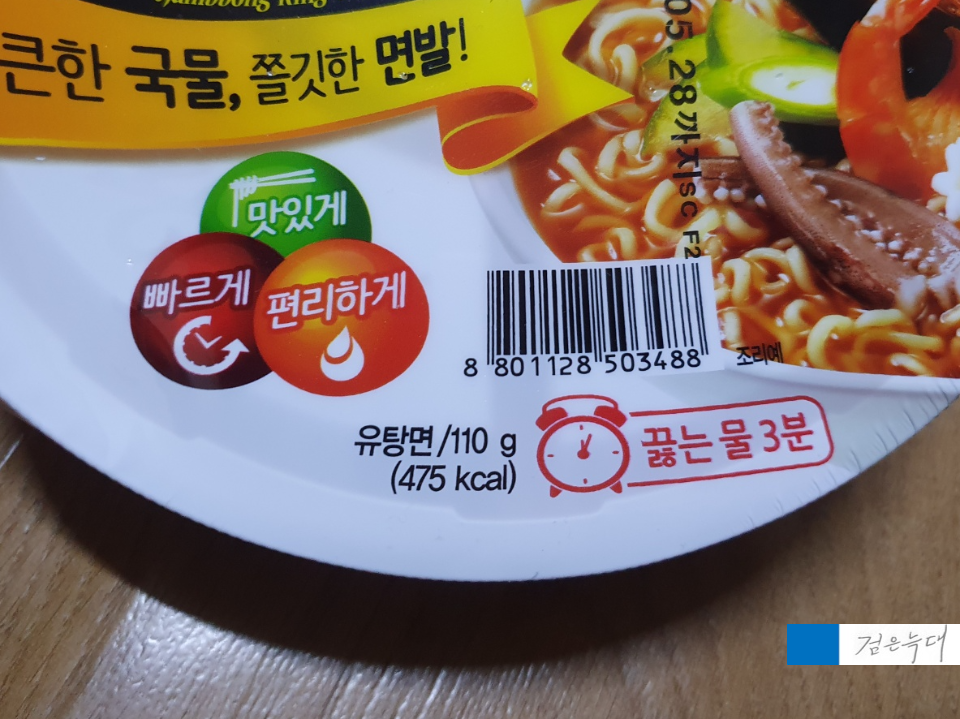 큰한 국물, 쫄깃한 면발!
05.28까지SC F2
맛있게
빠르게
편리하게
8 801128 503488
조리예
유탕면/110 g
(475 kcal)
끓는 물 3분
검은늑대